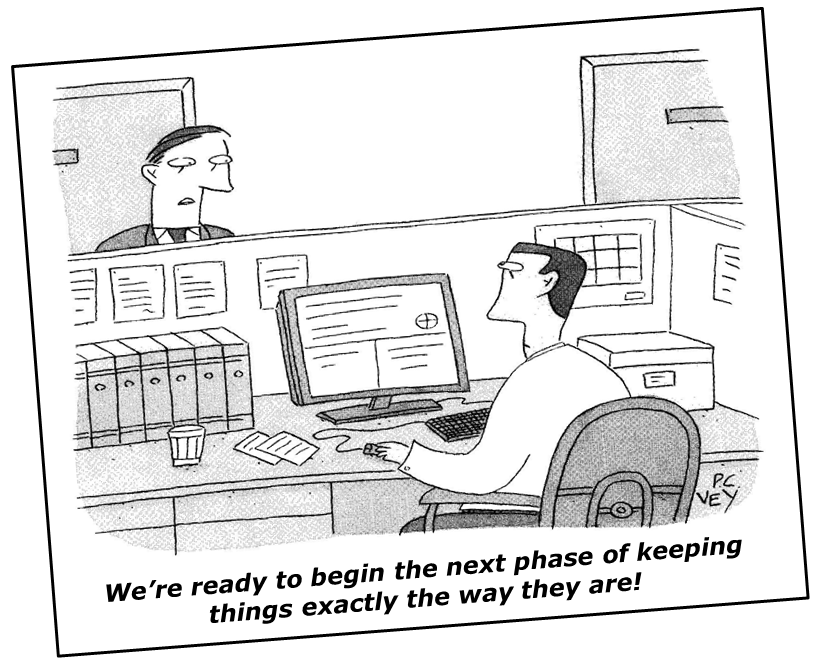 P.C.
VEY
We're ready to begin the next phase of keeping
things exactly the way they are!